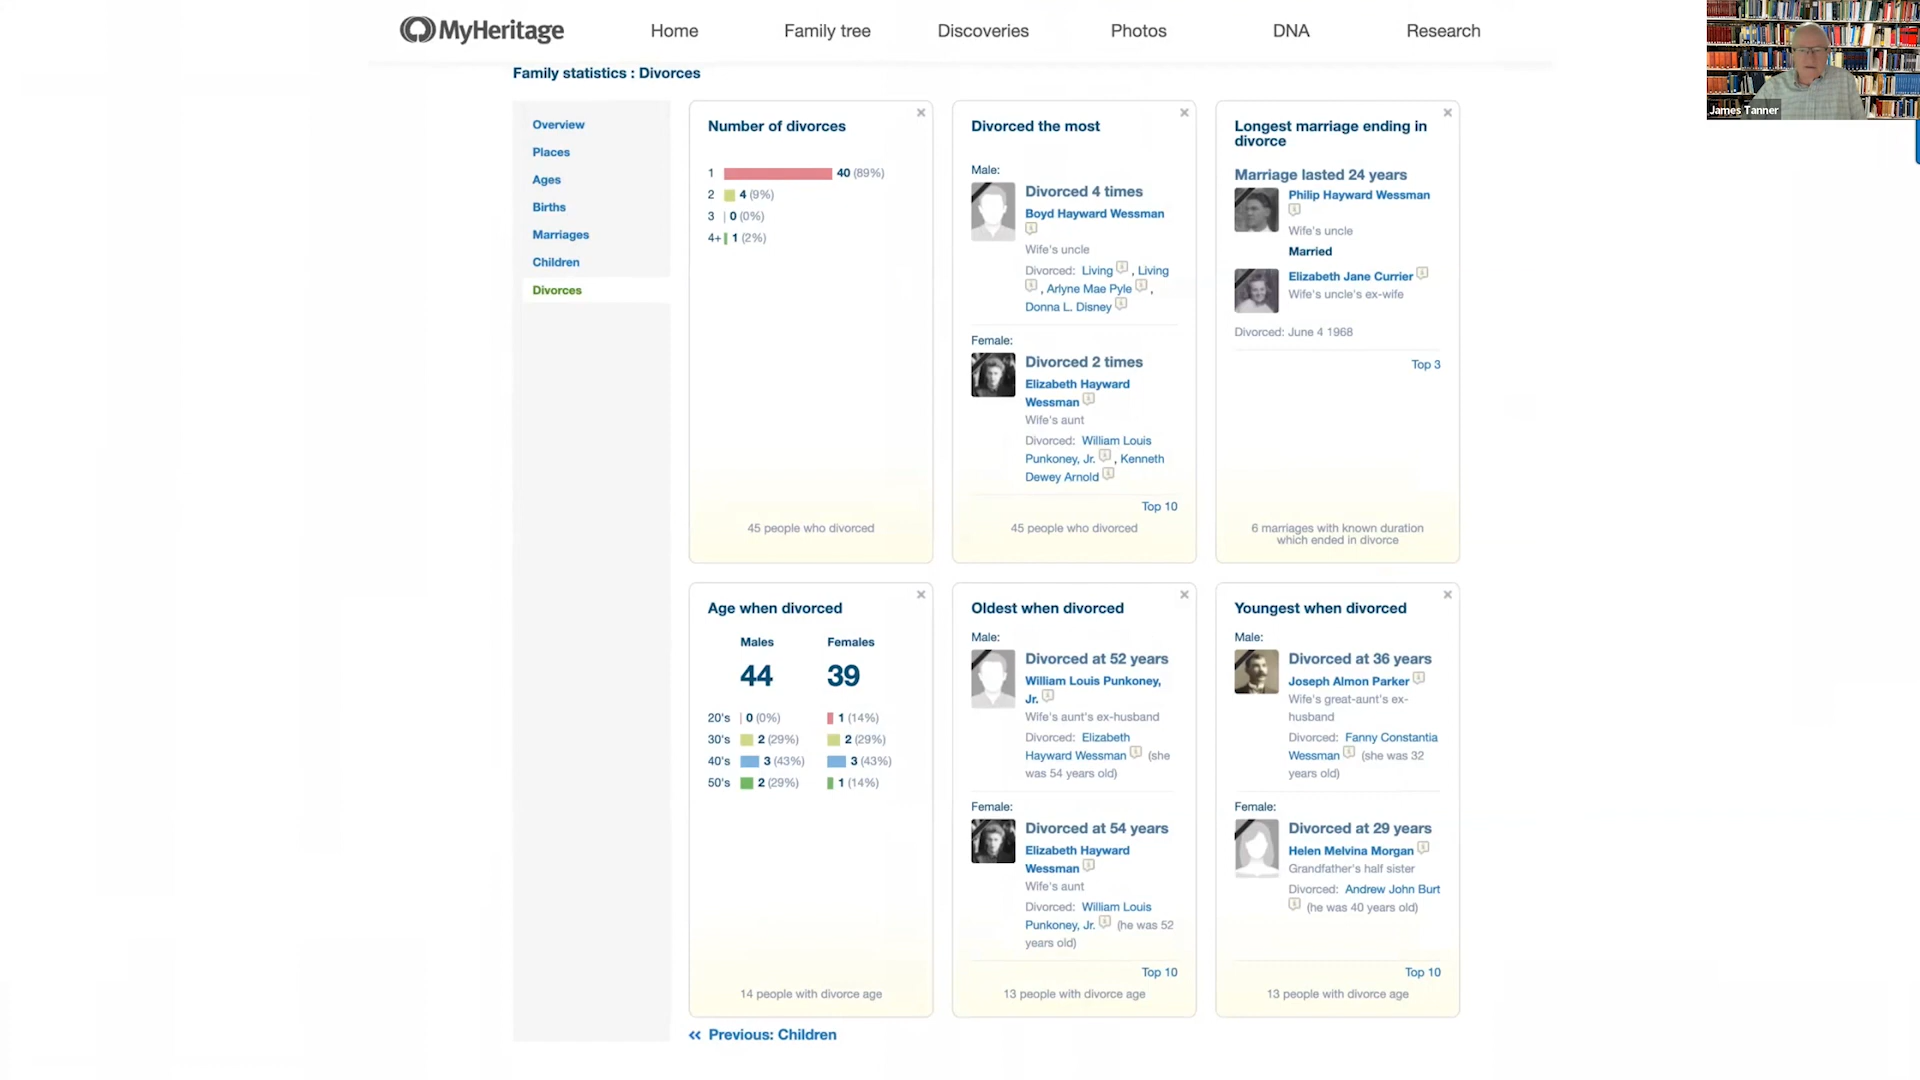 MyHeritage
Home
Family tree
Discoveries
Photos
DNA
Research
James Tanner
Family statistics : Divorces
Overview
Places
Ages
Births
Marriages
Children
Divorces
Number of divorces
1 40 (89%)
2 4 (9%)
3 0 (0%)
4+ 1 (2%)
45 people who divorced
Divorced the most
Male:
Divorced 4 times
Boyd Hayward Wessman
Wife's uncle
Divorced: Living , Living
, Arlyne Mae Pyle ,
Donna L. Disney
Female:
Divorced 2 times
Elizabeth Hayward
Wessman
Wife's aunt
Divorced: William Louis
Punkoney, Jr. , Kenneth
Dewey Arnold
Top 10
45 people who divorced
Longest marriage ending in
divorce
Marriage lasted 24 years
Philip Hayward Wessman
Wife's uncle
Married
Elizabeth Jane Currier
Wife's uncle's ex-wife
Divorced: June 4 1968
Top 3
6 marriages with known duration
which ended in divorce
Age when divorced
Males Females
44 39
20's 0 (0%) 1 (14%)
30's 2 (29%) 2 (29%)
40's 3 (43%) 3 (43%)
50's 2 (29%) 1 (14%)
14 people with divorce age
Oldest when divorced
Male:
Divorced at 52 years
William Louis Punkoney,
Jr.
Wife's aunt's ex-husband
Divorced: Elizabeth
Hayward Wessman (she
was 54 years old)
Female:
Divorced at 54 years
Elizabeth Hayward
Wessman
Wife's aunt
Divorced: William Louis
Punkoney, Jr. (he was 52
years old)
Top 10
13 people with divorce age
Youngest when divorced
Male:
Divorced at 36 years
Joseph Almon Parker
Wife's great-aunt's ex-
husband
Divorced: Fanny Constantia
Wessman (she was 32
years old)
Female:
Divorced at 29 years
Helen Melvina Morgan
Grandfather's half sister
Divorced: Andrew John Burt
(he was 40 years old)
Top 10
13 people with divorce age
« Previous: Children